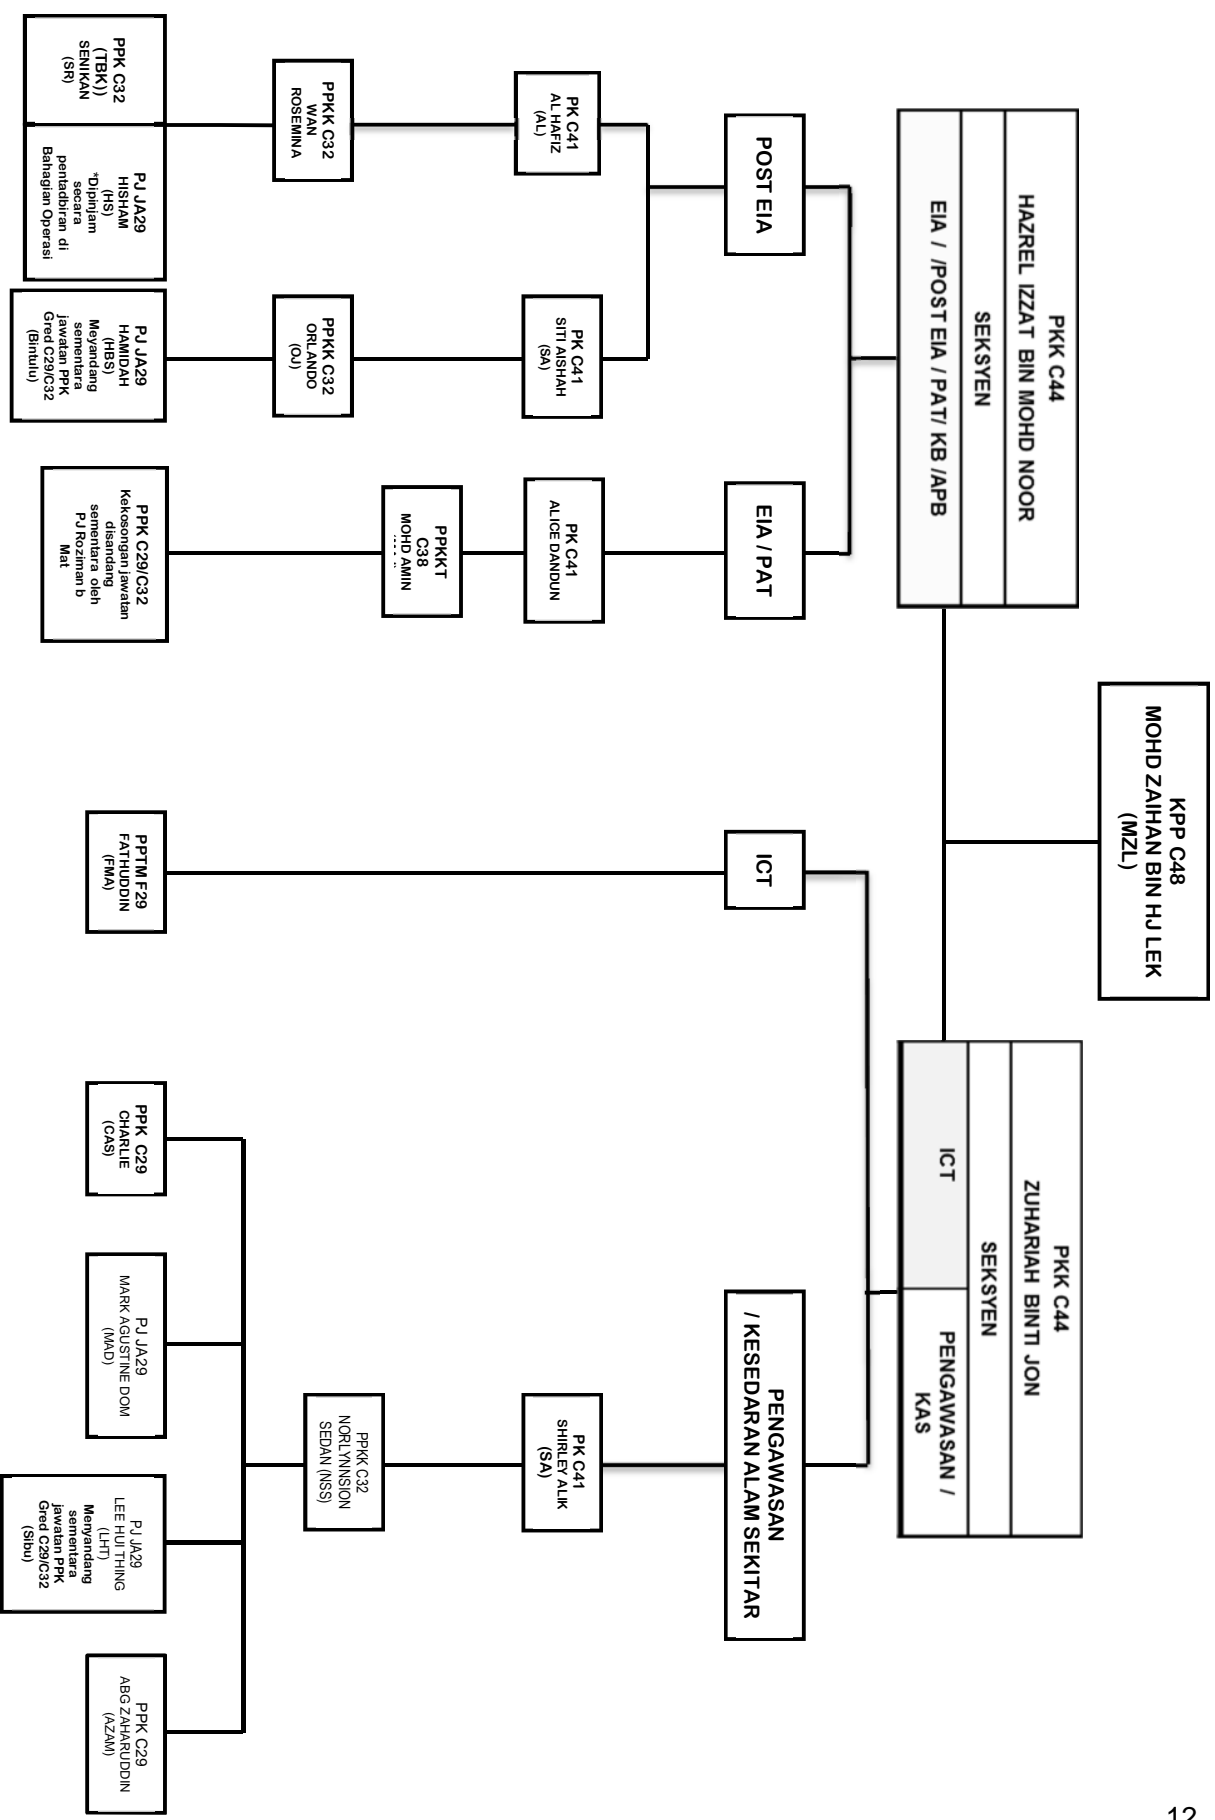 KPP C48
MOHD ZAIHAN BIN HJ LEK
(MZL)
PKK C44
HAZREL IZZAT BIN MOHD NOOR
SEKSYEN
EIA / /POST EIA / PAT/ KB /APB
PKK C44
ZUHARIAH BINTI JON
SEKSYEN
ICT
PENGAWASAN /
KAS
POST EIA
EIA / PAT
ICT
PENGAWASAN
/ KESEDARAN ALAM SEKITAR
PK C41
AL HAFIZ
(AL)
PK C41
SITI AISHAH
(SA)
PK C41
ALICE DANDUN
PK C41
SHIRLEY ALIK
(SA)
PPKK C32
WAN
ROSEMINA
PPKK C32
ORLANDO
(OJ)
PPKKT
C38
MOHD AMIN
PPKK C32
NORLYNNSION
SEDAN (NSS)
PPK C32
(TBK))
SENIKAN
(SR)
PJ JA29
HISHAM
(HS)
*Dipinjam
secara
pentadbiran di
Bahagian Operasi
PJ JA29
HAMIDAH
(HBS)
Meyandang
sementara
jawatan PPK
Gred C29/C32
(Bintulu)
PPK C29/C32
Kekosongan jawatan
disandang
sementara oleh
PJ Roziman b
Mat
PPTM F29
FATHUDDIN
(FMA)
PPK C29
CHARLIE
(CAS)
PJ JA29
MARK AGUSTINE DOM
(MAD)
PJ JA29
LEE HUI THING
(LHT)
Menyandang
sementara
jawatan PPK
Gred C29/C32
(Sibu)
PPK C29
ABG ZAHARUDDIN
(AZAM)
12